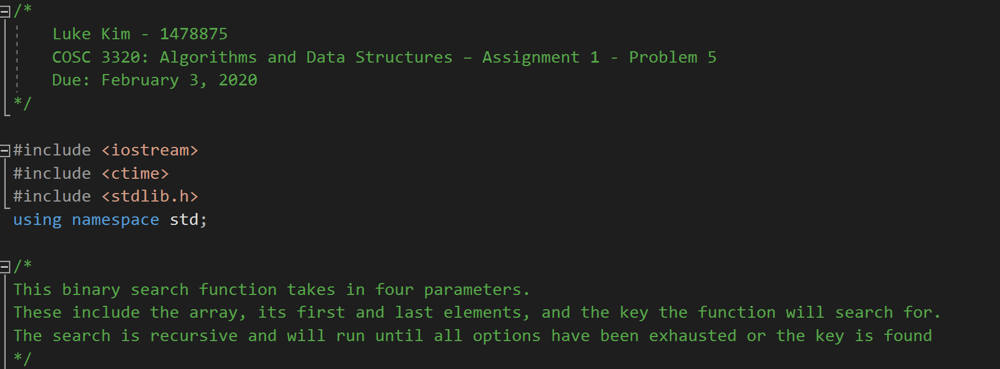 /*
Luke Kim - 1478875
COSC 3320: Algorithms and Data Structures – Assignment 1 - Problem 5
Due: February 3, 2020
*/
#include <iostream>
#include <ctime>
#include <stdlib.h>
using namespace std;
/*
This binary search function takes in four parameters.
These include the array, its first and last elements, and the key the function will search for.
The search is recursive and will run until all options have been exhausted or the key is found
*/